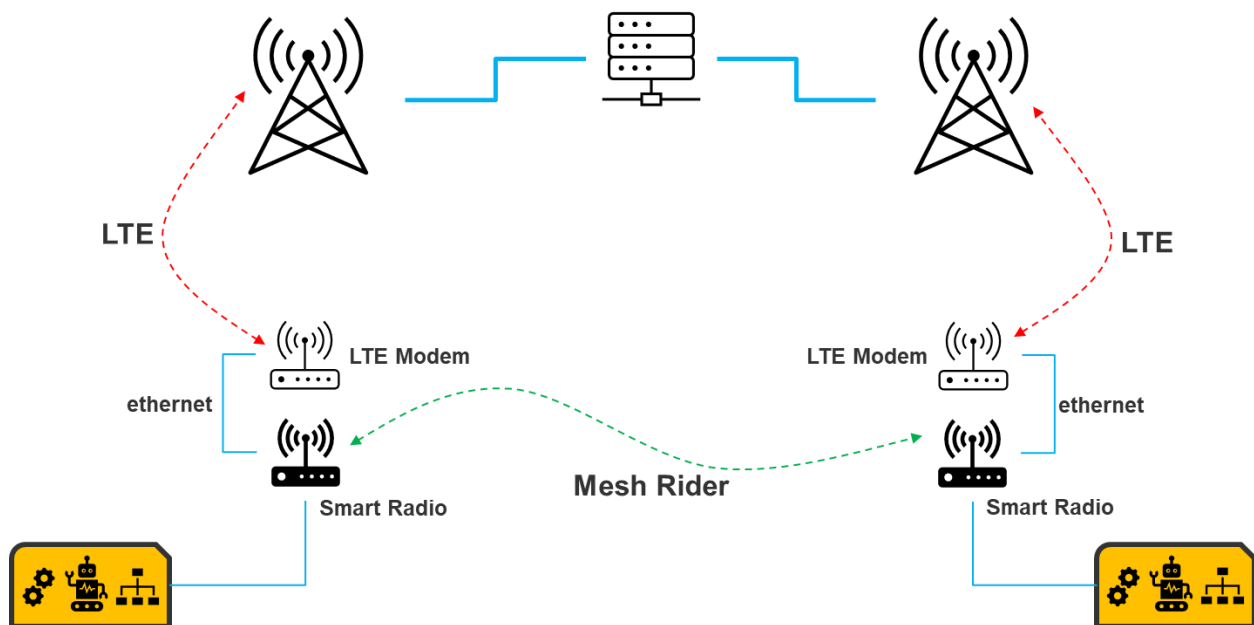 LTE
LTE
LTE Modem
LTE Modem
ethernet
ethernet
Mesh Rider
Smart Radio
Smart Radio